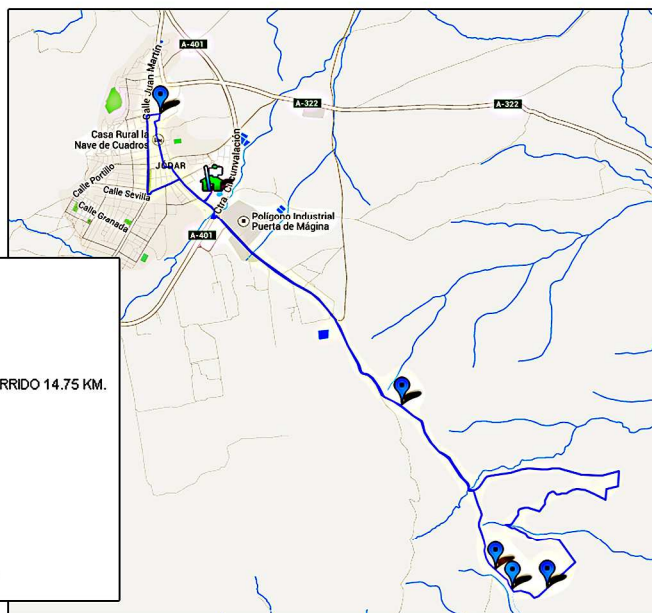 A-401
Calle Juan Martín
A-322
A-322
Casa Rural la
Nave de Cuadros
JÓDAR
Ctra. Circunvalación
Calle Portillo
Calle Sevilla
Calle Granada
Polígono Industrial
Puerta de Mágina
A-401
RRIDO 14.75 KM.